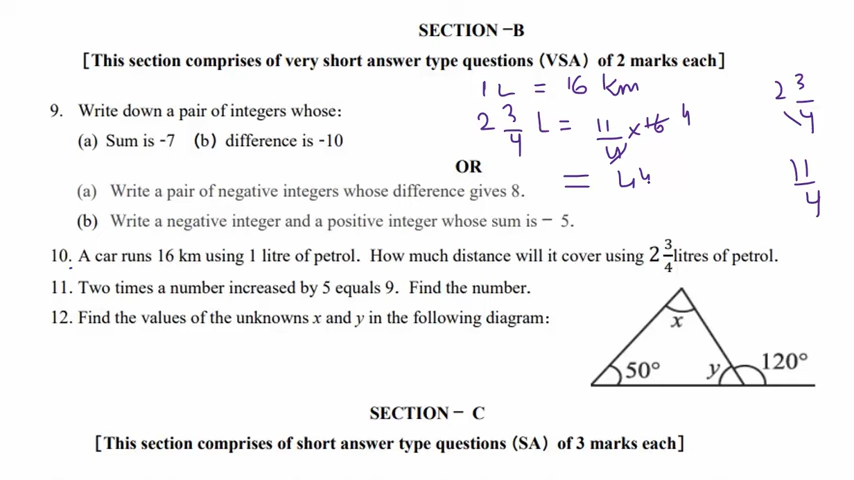 SECTION –B
[This section comprises of very short answer type questions (VSA) of 2 marks each]
1 L = 16 km
2 3/4
9. Write down a pair of integers whose:
2 3/4 L = 11/4 x 16 4
(a) Sum is -7 (b) difference is -10
OR
= 44
11/4
(a) Write a pair of negative integers whose difference gives 8.
(b) Write a negative integer and a positive integer whose sum is − 5.
10. A car runs 16 km using 1 litre of petrol. How much distance will it cover using 2 3/4 litres of petrol.
11. Two times a number increased by 5 equals 9. Find the number.
12. Find the values of the unknowns x and y in the following diagram:
x
50° y 120°
SECTION – C
[This section comprises of short answer type questions (SA) of 3 marks each]